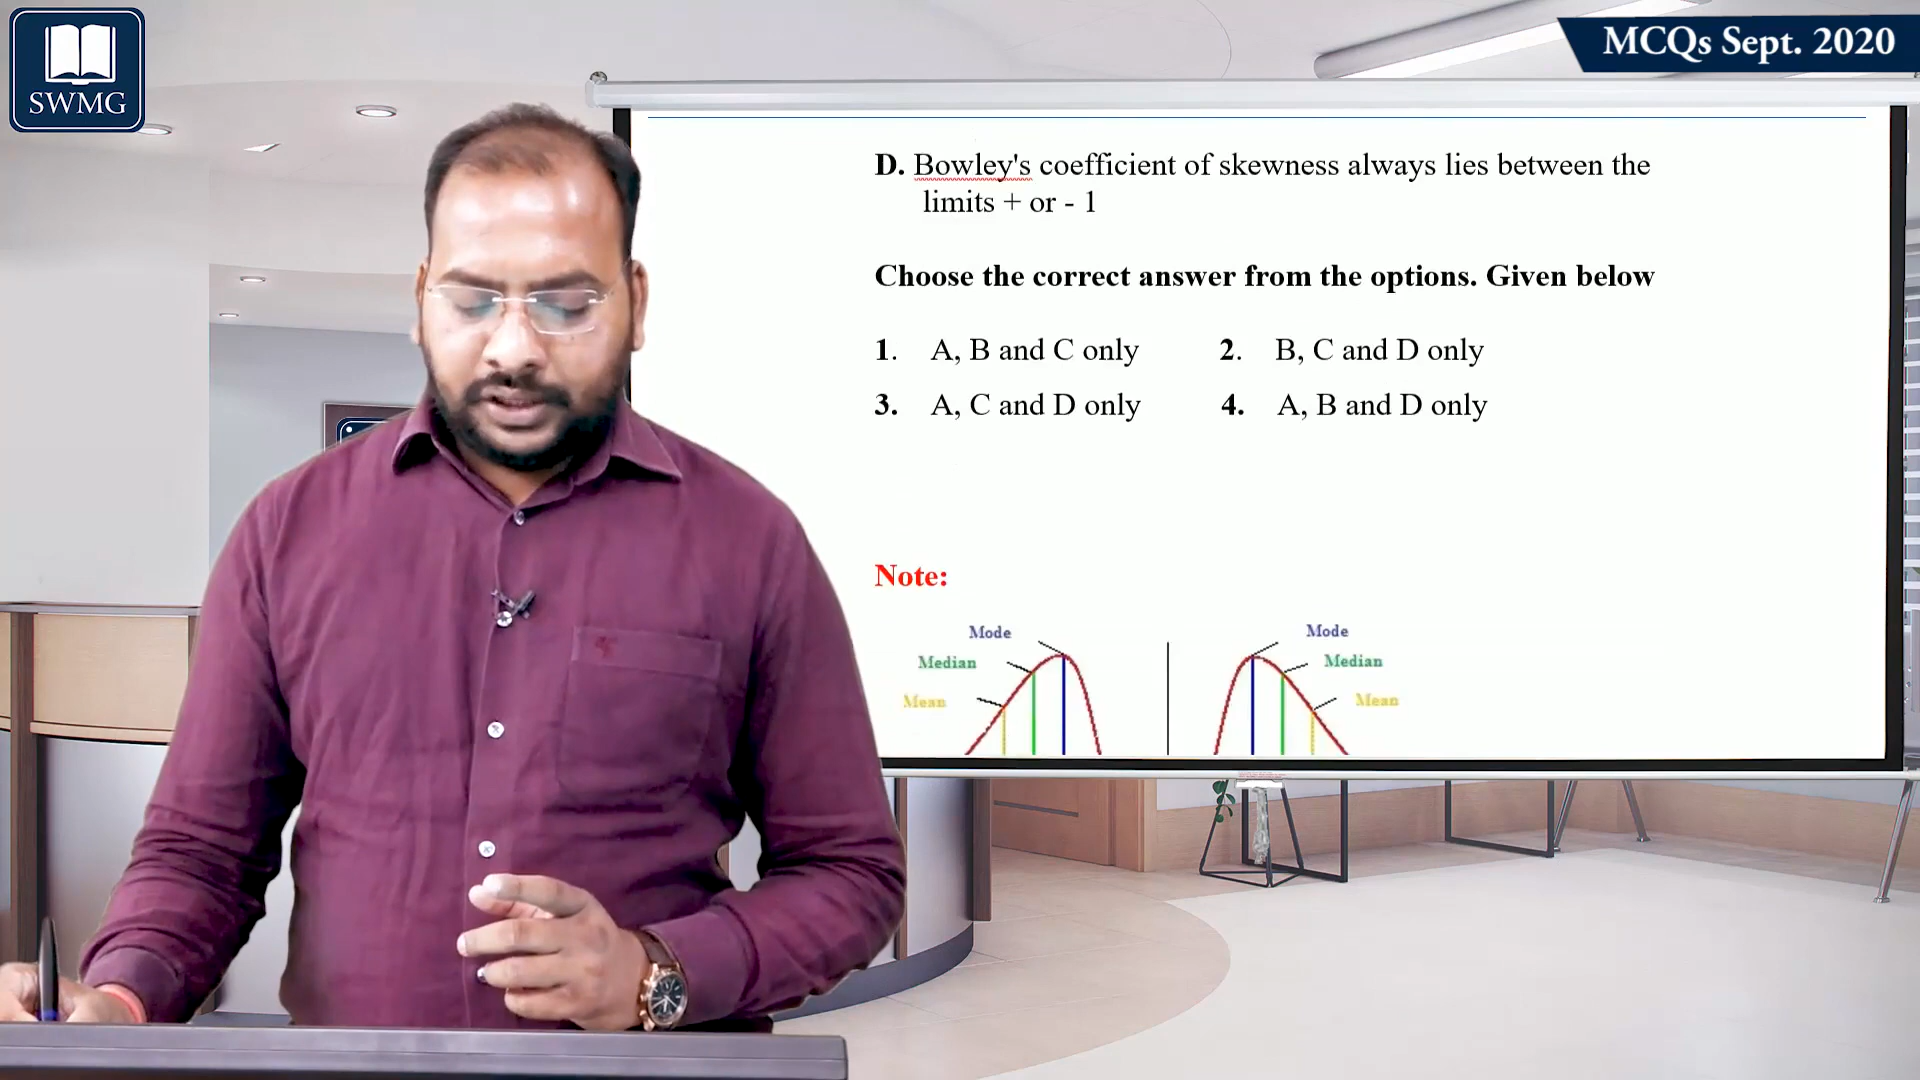 SWMG
MCQs Sept. 2020
D. Bowley's coefficient of skewness always lies between the
limits + or - 1
Choose the correct answer from the options. Given below
1. A, B and C only 2. B, C and D only
3. A, C and D only 4. A, B and D only
Note:
Mode Mode
Median Median
Mean Mean